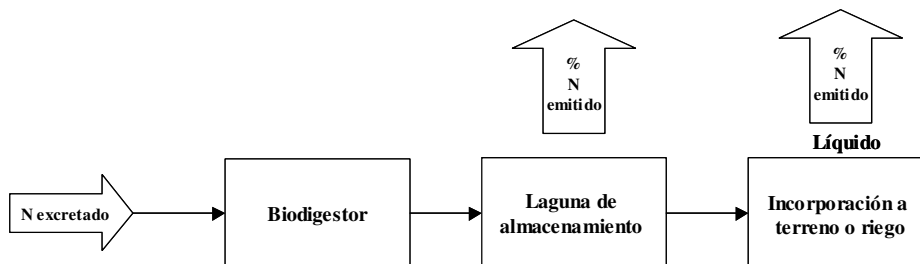 %
N
emitido
%
N
emitido
Líquido
N excretado
Biodigestor
Laguna de
almacenamiento
Incorporación a
terreno o riego